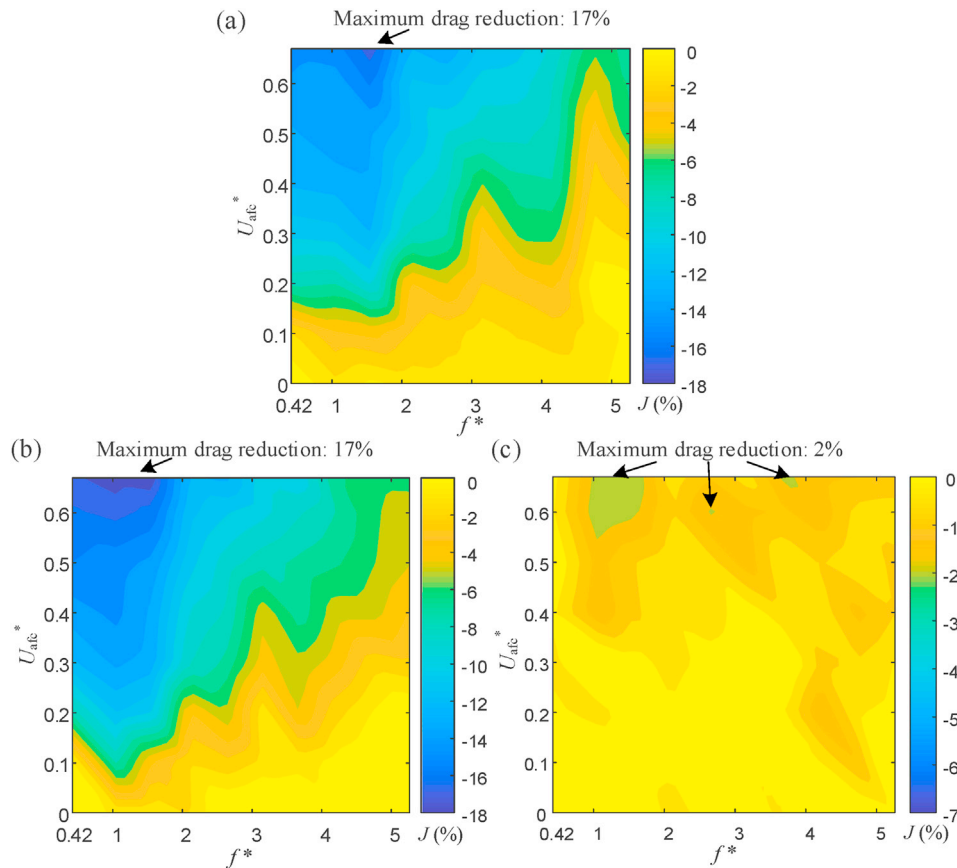 (a)
Maximum drag reduction: 17%
0.6
0.5
0.4
0.3
0.2
0.1
0
U_afc*
0.42 1 2 3 4 5
f*
0
-2
-4
-6
-8
-10
-12
-14
-16
-18
J (%)
(b)
Maximum drag reduction: 17%
0.6
0.5
0.4
0.3
0.2
0.1
0
U_afc*
0.42 1 2 3 4 5
f*
0
-2
-4
-6
-8
-10
-12
-14
-16
-18
J (%)
(c)
Maximum drag reduction: 2%
0.6
0.5
0.4
0.3
0.2
0.1
0
U_afc*
0.42 1 2 3 4 5
f*
0
-1
-2
-3
-4
-5
-6
-7
J (%)